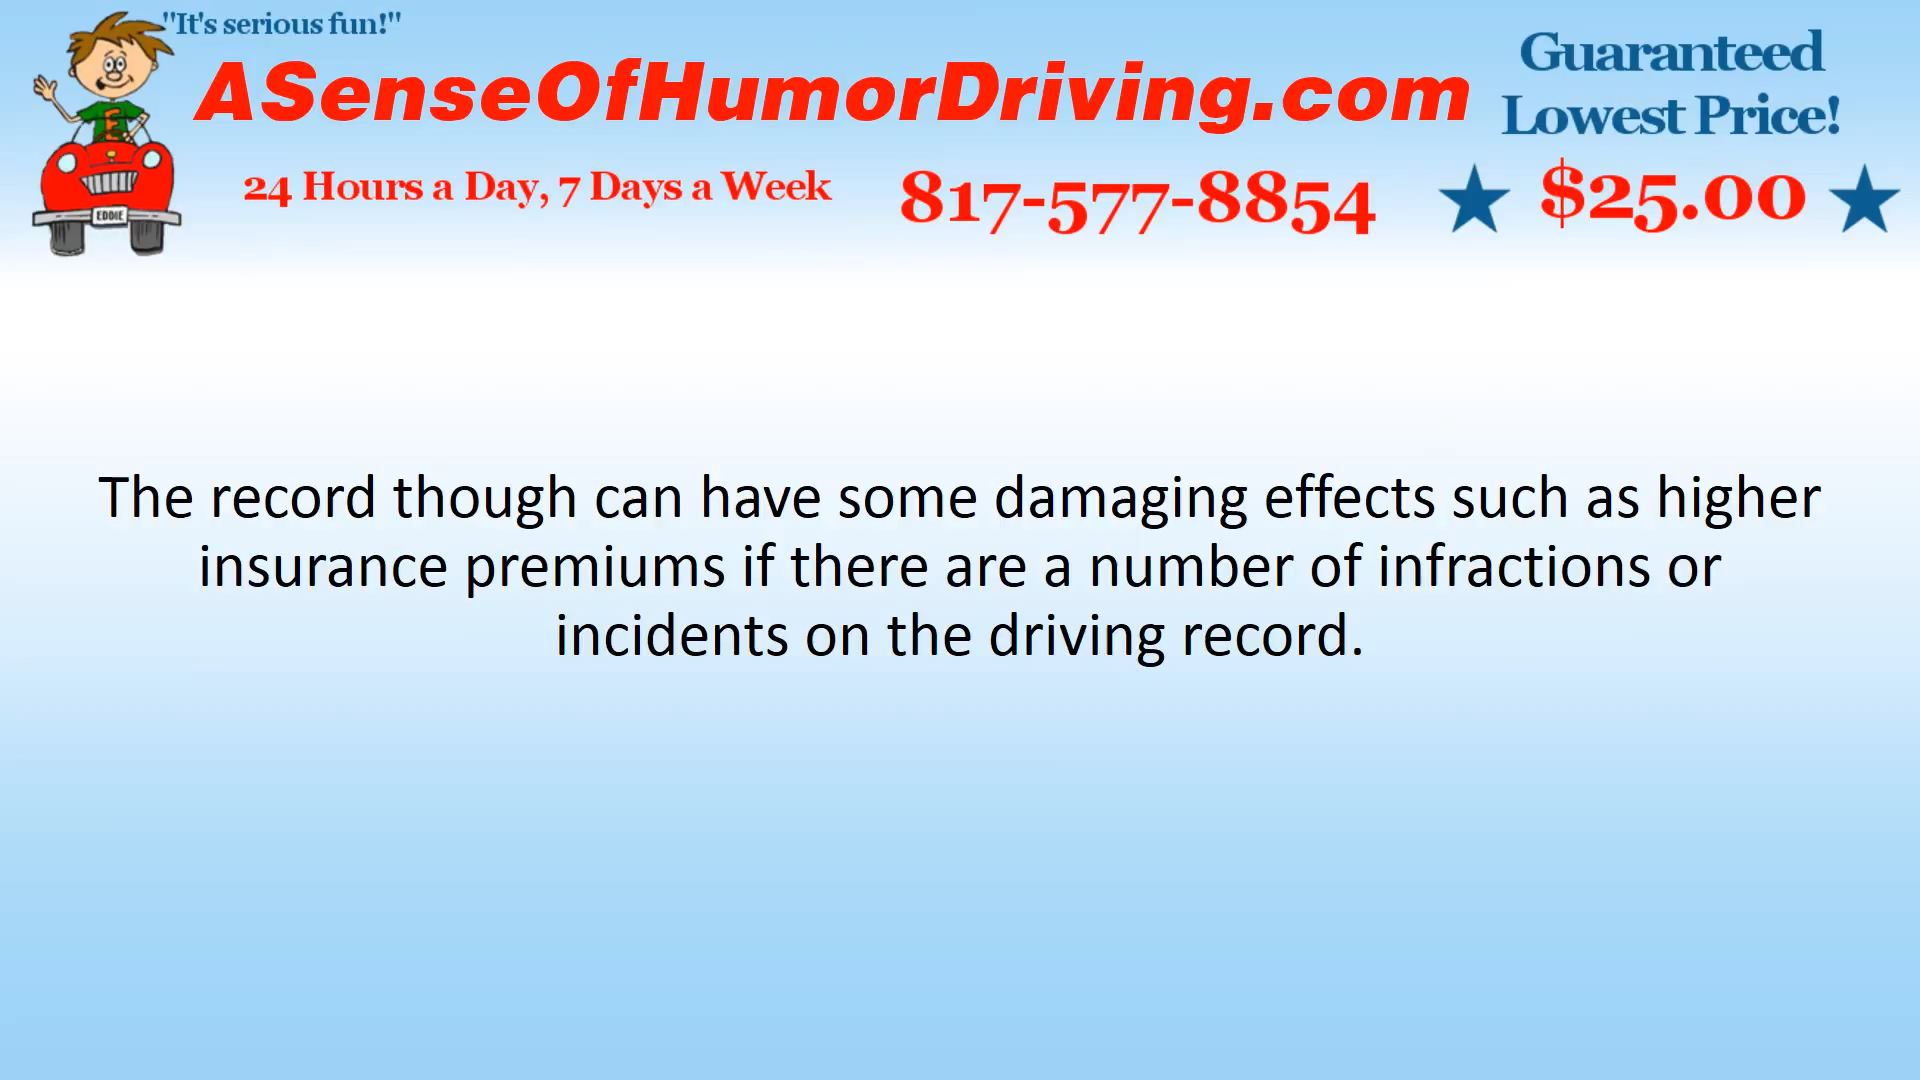 "It's serious fun!"
ASenseOfHumorDriving.com
Guaranteed
Lowest Price!
24 Hours a Day, 7 Days a Week
817-577-8854
$25.00
EDDIE
E
The record though can have some damaging effects such as higher
insurance premiums if there are a number of infractions or
incidents on the driving record.